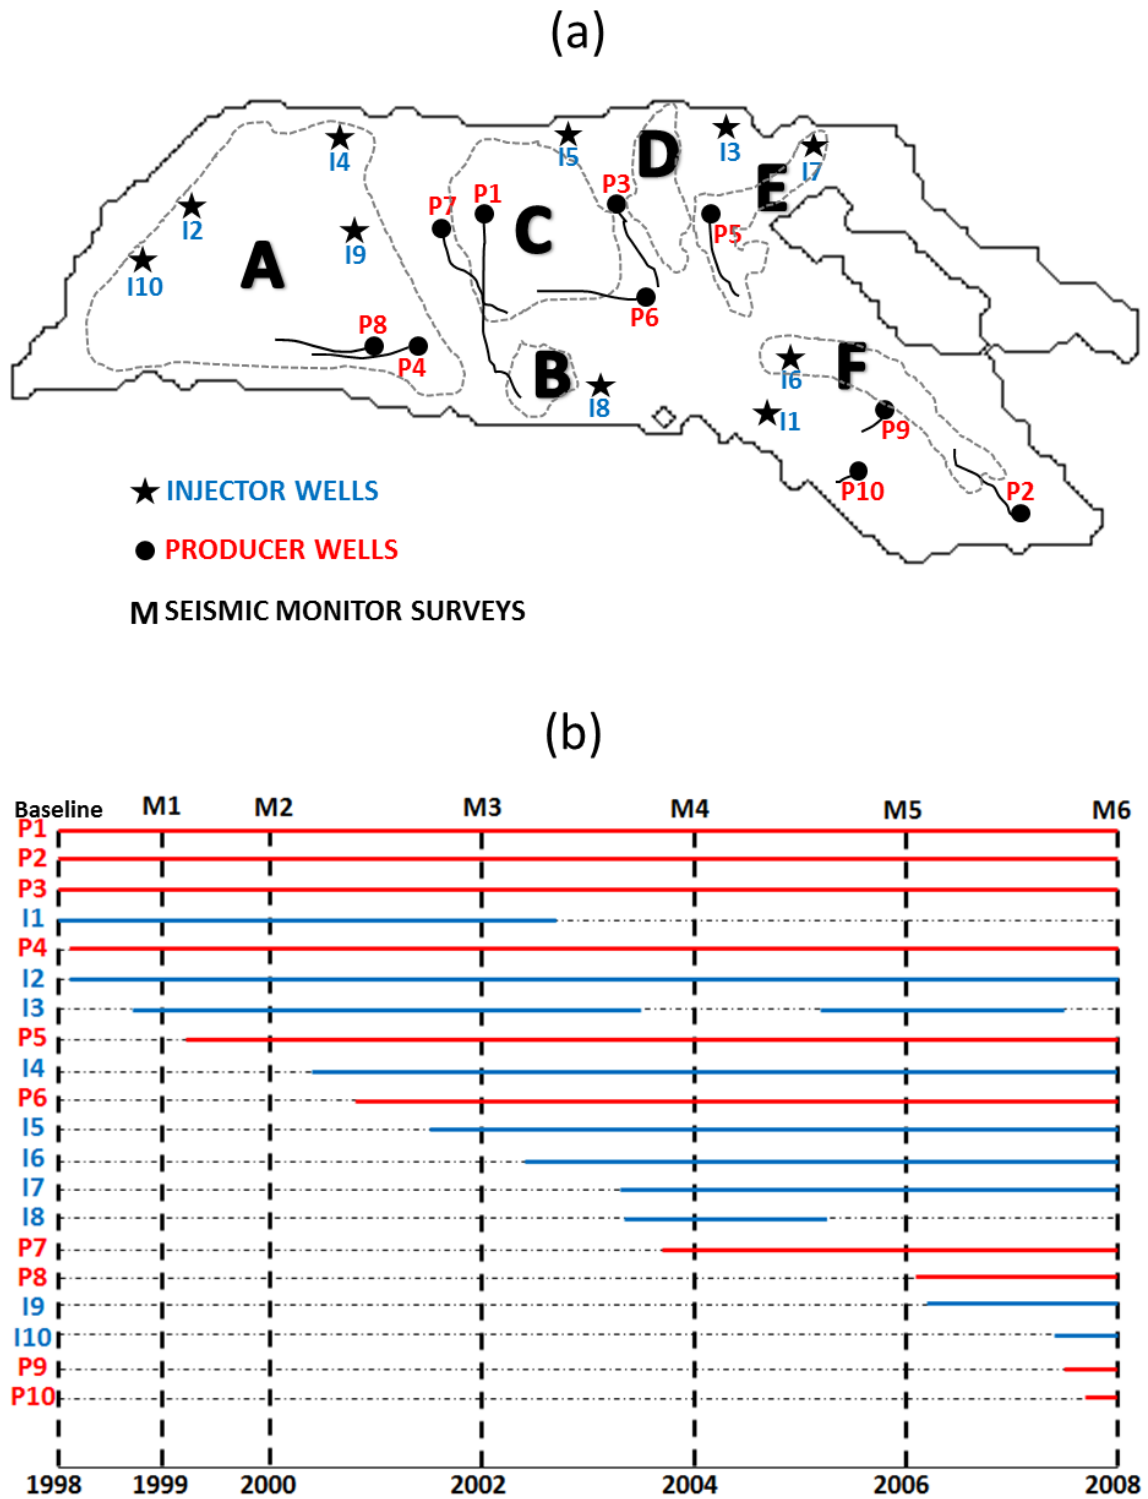 (a)
I4
I5
D
I3
I7
E
P3
P7
P1
C
P5
I2
I9
A
I10
P6
P8
P4
B
I8
I6
F
I1
P9
P10
P2
INJECTOR WELLS
PRODUCER WELLS
M SEISMIC MONITOR SURVEYS
(b)
Baseline M1 M2 M3 M4 M5 M6
P1
P2
P3
I1
P4
I2
I3
P5
I4
P6
I5
I6
I7
I8
P7
P8
I9
I10
P9
P10
1998 1999 2000 2002 2004 2006 2008